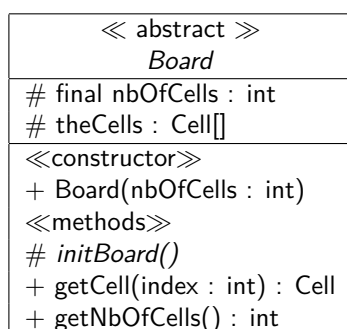 ≪ abstract ≫
Board
# final nbOfCells : int
# theCells : Cell[]
≪constructor≫
+ Board(nbOfCells : int)
≪methods≫
# initBoard()
+ getCell(index : int) : Cell
+ getNbOfCells() : int